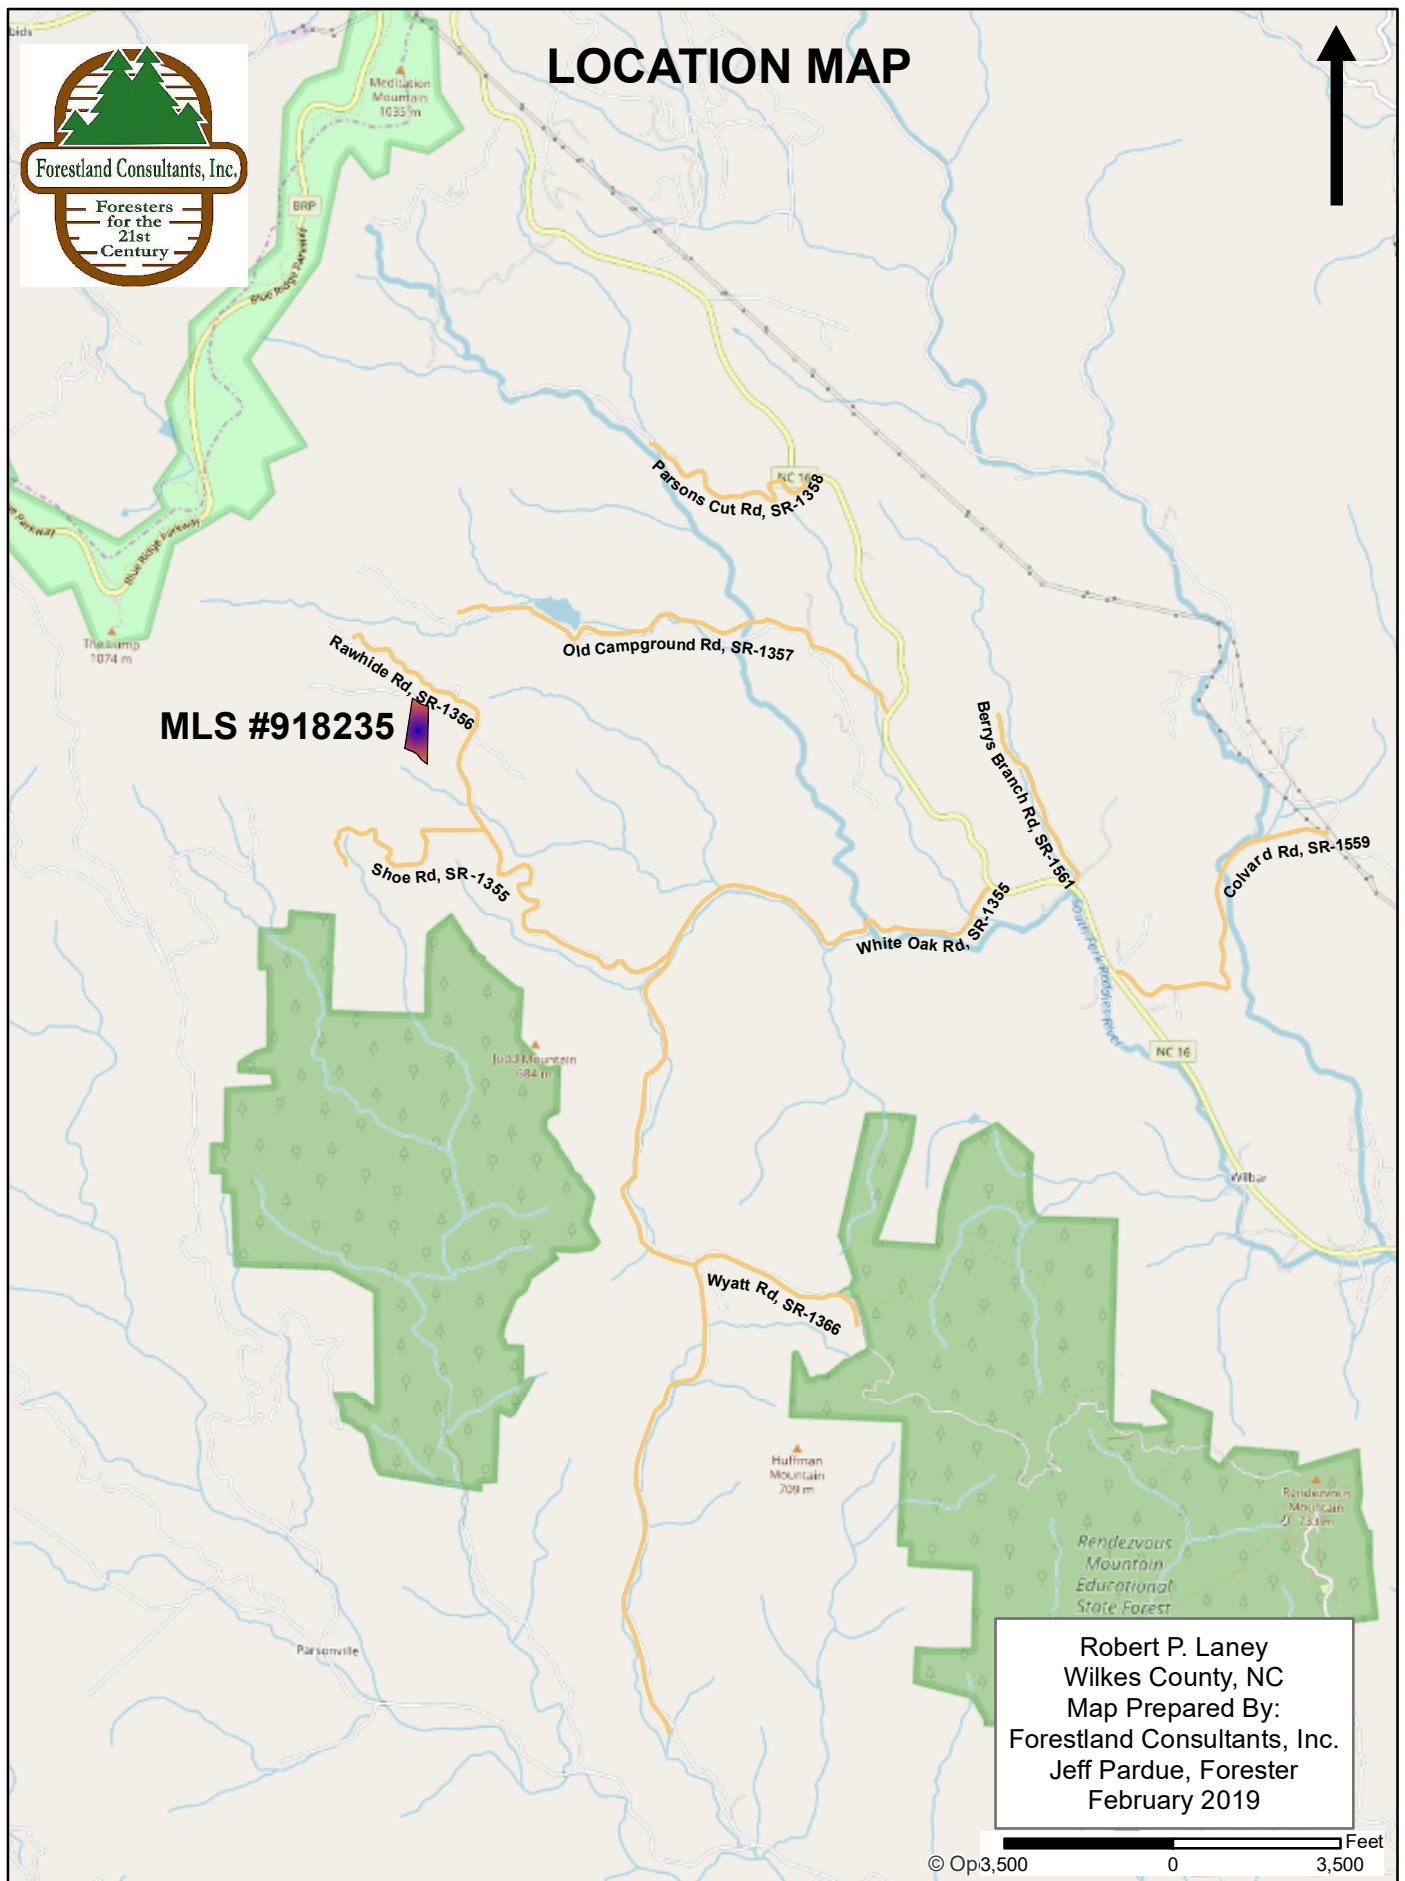 LOCATION MAP
bids
Forestland Consultants, Inc.
Foresters
for the
21st
Century
Meditation
Mountain
1035 m
BRP
Blue Ridge Parkway
Blue Ridge Parkway
Parkway
The Lump
1074 m
NC 16
Parsons Cut Rd, SR-1358
Old Campground Rd, SR-1357
Rawhide Rd, SR-1356
MLS #918235
Berrys Branch Rd, SR-1561
Colvard Rd, SR-1559
Shoe Rd, SR-1355
White Oak Rd, SR-1355
South Fork Reddies River
NC 16
Judd Mountain
684 m
Wilbar
Wyatt Rd, SR-1366
Huffman
Mountain
709 m
Rendezvous
Mountain
733 m
Rendezvous
Mountain
Educational
State Forest
Parsonville
Robert P. Laney
Wilkes County, NC
Map Prepared By:
Forestland Consultants, Inc.
Jeff Pardue, Forester
February 2019
Feet
© Op
3,500 0 3,500